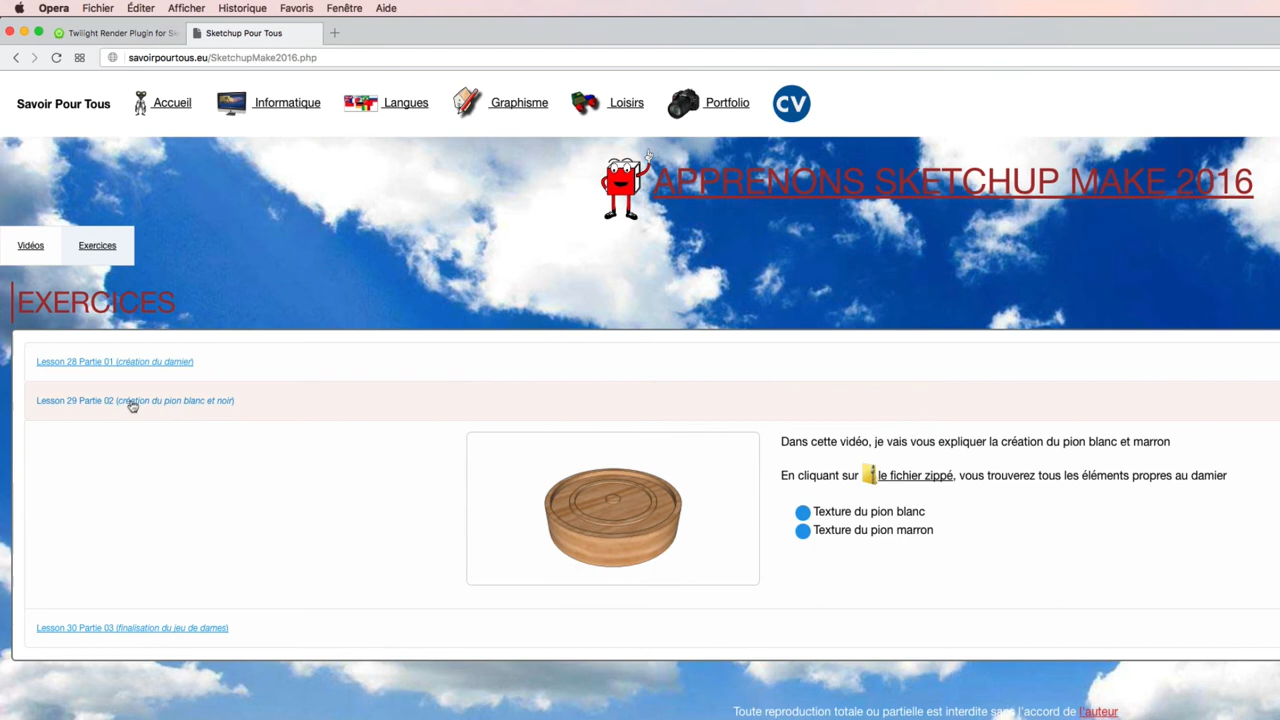 Opera Fichier Éditer Afficher Historique Favoris Fenêtre Aide
Twilight Render Plugin for Sk
Sketchup Pour Tous
savoirpourtous.eu/SketchupMake2016.php
Savoir Pour Tous Accueil Informatique Langues Graphisme Loisirs Portfolio CV
APPRENONS SKETCHUP MAKE 2016
Vidéos Exercices
EXERCICES
Lesson 28 Partie 01 (création du damier)
Lesson 29 Partie 02 (création du pion blanc et noir)
Dans cette vidéo, je vais vous expliquer la création du pion blanc et marron
En cliquant sur le fichier zippé, vous trouverez tous les éléments propres au damier
Texture du pion blanc
Texture du pion marron
Lesson 30 Partie 03 (finalisation du jeu de dames)
Toute reproduction totale ou partielle est interdite sans l'accord de l'auteur